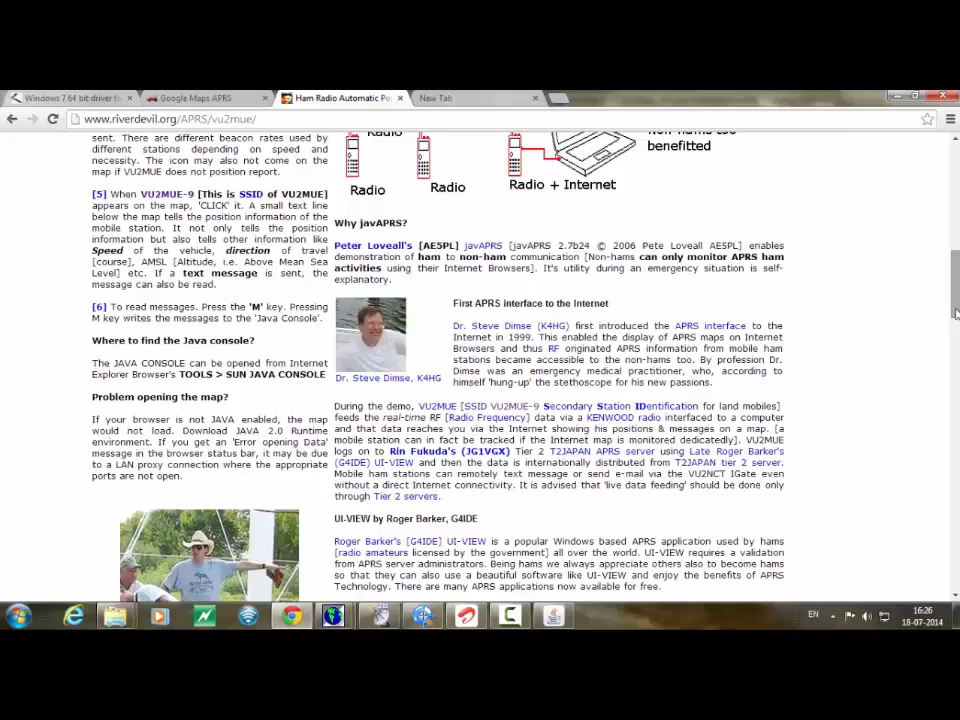 Windows 7 64 bit driver f
Google Maps APRS
Ham Radio Automatic Po
New Tab
www.riverdevil.org/APRS/vu2mue/
sent. There are different beacon rates used by
different stations depending on speed and
necessity. The icon may also not come on the
map if VU2MUE does not position report.
[5] When VU2MUE-9 [This is SSID of VU2MUE]
appears on the map, 'CLICK' it. A small text line
below the map tells the position information of the
mobile station. It not only tells the position
information but also tells other information like
Speed of the vehicle, direction of travel
[course], AMSL [Altitude, i.e. Above Mean Sea
Level] etc. If a text message is sent, the
message can also be read.
[6] To read messages. Press the 'M' key. Pressing
M key writes the messages to the 'Java Console'.
Where to find the Java console?
The JAVA CONSOLE can be opened from Internet
Explorer Browser's TOOLS > SUN JAVA CONSOLE
Problem opening the map?
If your browser is not JAVA enabled, the map
would not load. Download JAVA 2.0 Runtime
environment. If you get an 'Error opening Data'
message in the browser status bar, it may be due
to a LAN proxy connection where the appropriate
ports are not open.
Radio
Radio
Radio
Radio + Internet
Non-hams too
benefitted
Why javAPRS?
Peter Loveall's [AE5PL] javAPRS [javAPRS 2.7b24 © 2006 Pete Loveall AE5PL] enables
demonstration of ham to non-ham communication [Non-hams can only monitor APRS ham
activities using their Internet Browsers]. It's utility during an emergency situation is self-
explanatory.
Dr. Steve Dimse, K4HG
First APRS interface to the Internet
Dr. Steve Dimse (K4HG) first introduced the APRS interface to the
Internet in 1999. This enabled the display of APRS maps on Internet
Browsers and thus RF originated APRS information from mobile ham
stations became accessible to the non-hams too. By profession Dr.
Dimse was an emergency medical practitioner, who, according to
himself 'hung-up' the stethoscope for his new passions.
During the demo, VU2MUE [SSID VU2MUE-9 Secondary Station IDentification for land mobiles]
feeds the real-time RF [Radio Frequency] data via a KENWOOD radio interfaced to a computer
and that data reaches you via the Internet showing his positions & messages on a map. [a
mobile station can in fact be tracked if the Internet map is monitored dedicatedly]. VU2MUE
logs on to Rin Fukuda's (JG1VGX) Tier 2 T2JAPAN APRS server using Late Roger Barker's
(G4IDE) UI-VIEW and then the data is internationally distributed from T2JAPAN tier 2 server.
Mobile ham stations can remotely text message or send e-mail via the VU2NCT IGate even
without a direct Internet connectivity. It is advised that 'live data feeding' should be done only
through Tier 2 servers.
UI-VIEW by Roger Barker, G4IDE
Roger Barker's [G4IDE] UI-VIEW is a popular Windows based APRS application used by hams
[radio amateurs licensed by the government] all over the world. UI-VIEW requires a validation
from APRS server administrators. Being hams we always appreciate others also to become hams
so that they can also use a beautiful software like UI-VIEW and enjoy the benefits of APRS
Technology. There are many APRS applications now available for free.
EN
16:26
18-07-2014